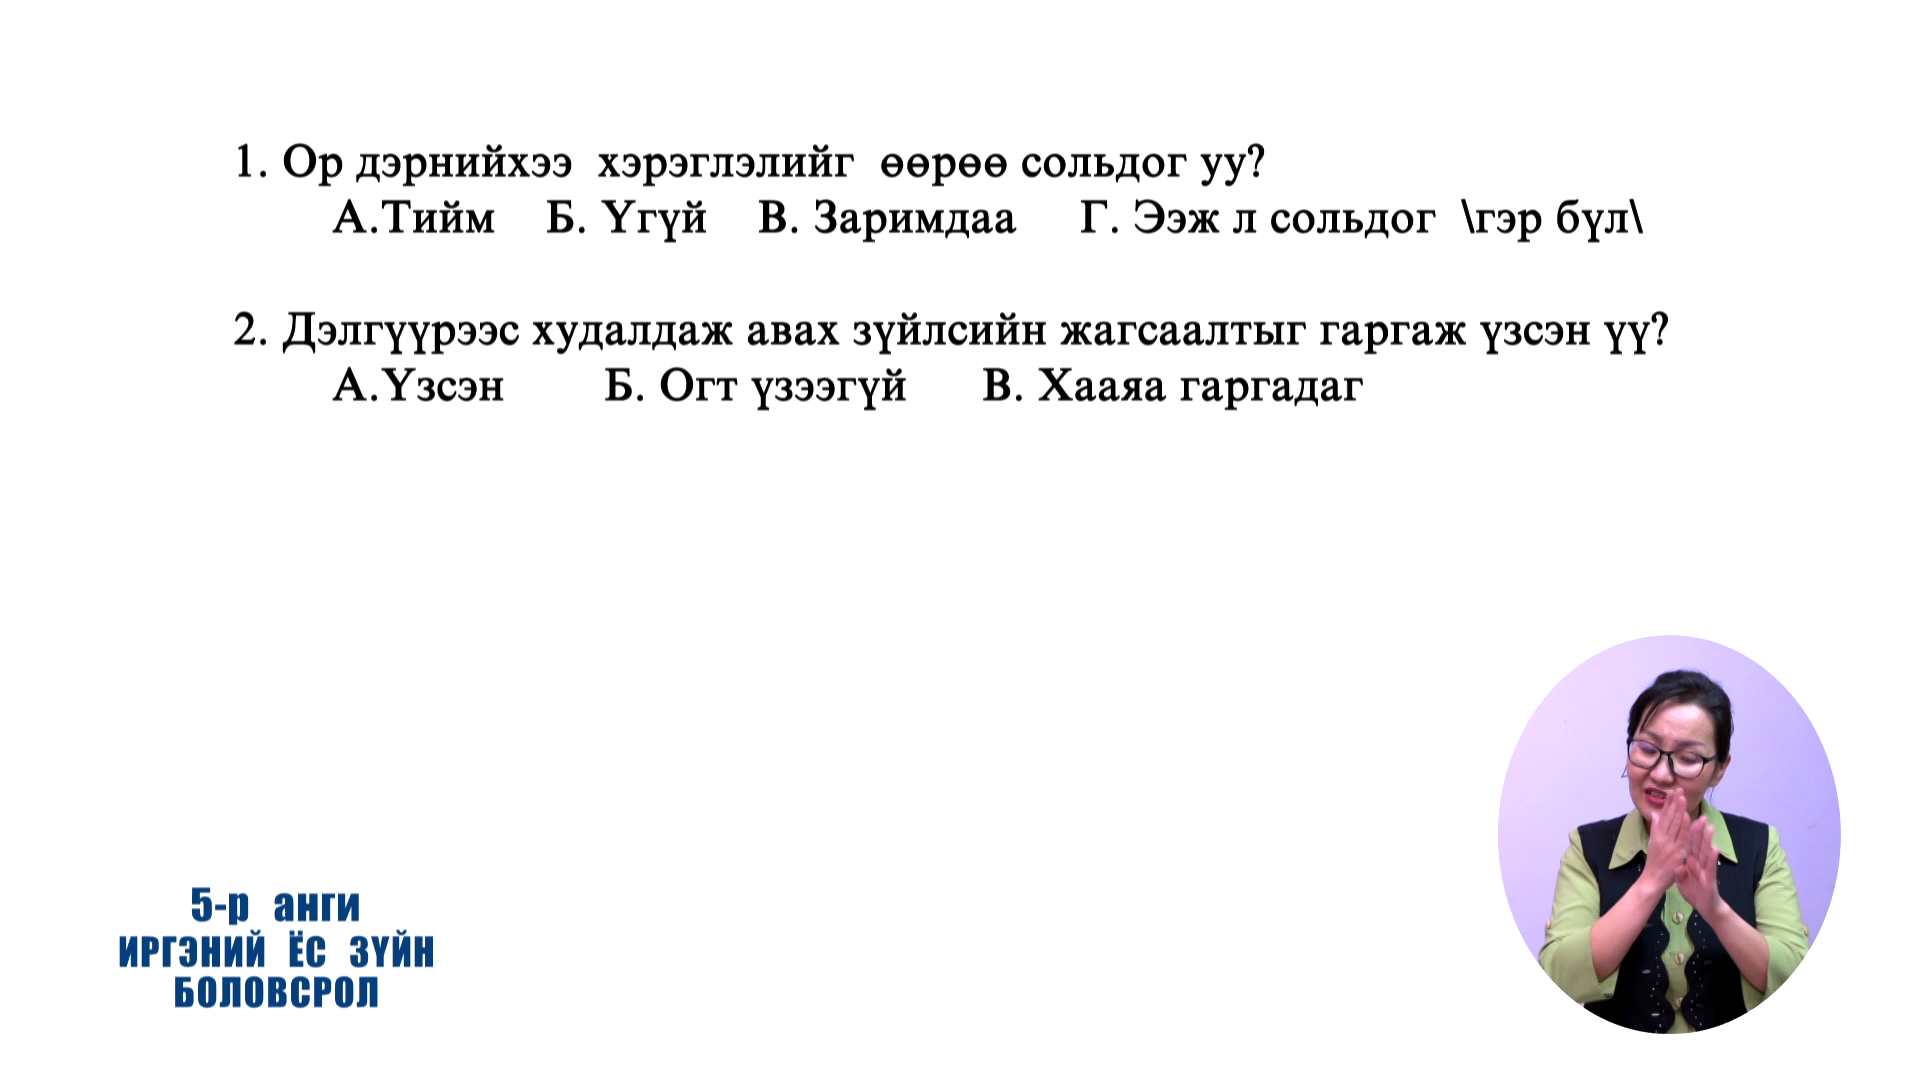 1. Ор дэрнийхээ хэрэглэлийг өөрөө сольдог уу?
А.Тийм Б. Үгүй В. Заримдаа Г. Ээж л сольдог \гэр бүл\
2. Дэлгүүрээс худалдаж авах зүйлсийн жагсаалтыг гаргаж үзсэн үү?
А.Үзсэн Б. Огт үзээгүй В. Хааяа гаргадаг
5-р анги
ИРГЭНИЙ ЁС ЗҮЙН
БОЛОВСРОЛ